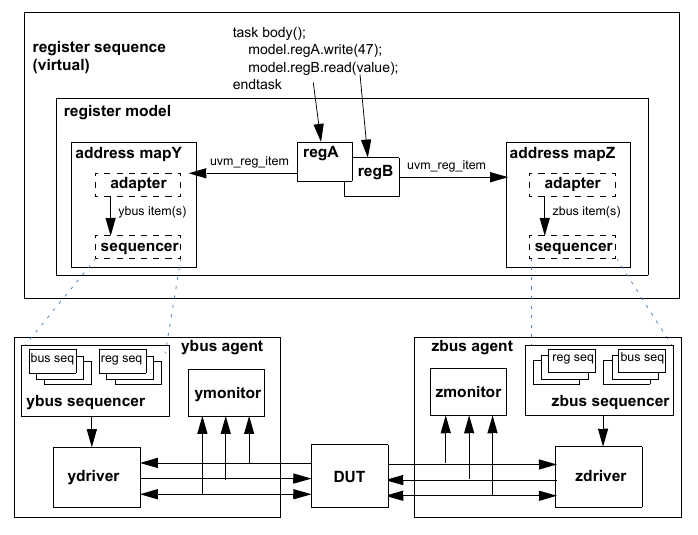 task body();
model.regA.write(47);
model.regB.read(value);
endtask
register sequence
(virtual)
register model
address mapY
adapter
ybus item(s)
sequencer
uvm_reg_item
regA
regB
uvm_reg_item
address mapZ
adapter
zbus item(s)
sequencer
ybus agent
bus seq
reg seq
ybus sequencer
ymonitor
ydriver
DUT
zbus agent
reg seq
bus seq
zbus sequencer
zmonitor
zdriver